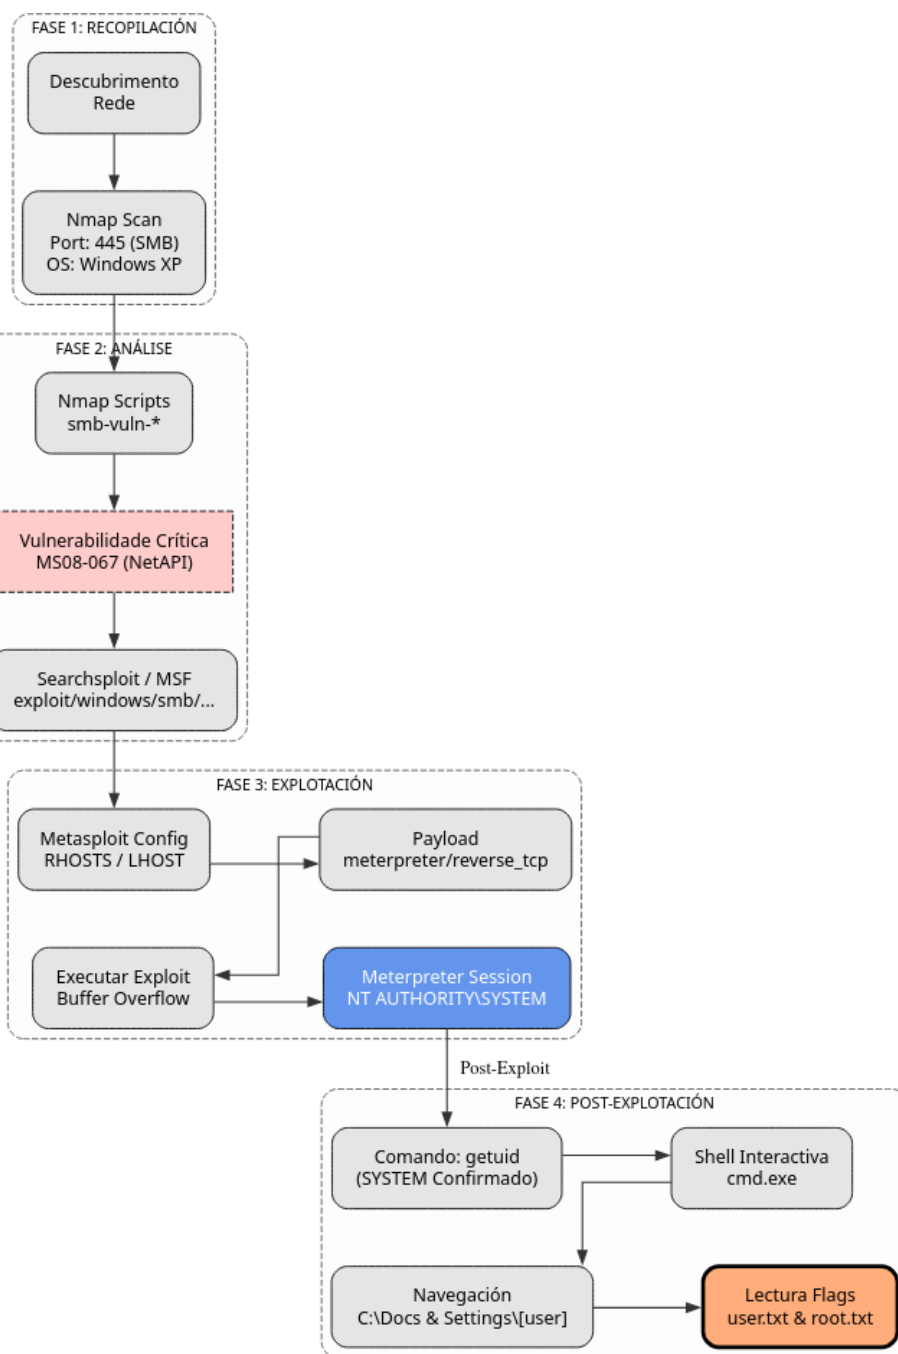 FASE 1: RECOPILACIÓN
Descubrimento
Rede
Nmap Scan
Port: 445 (SMB)
OS: Windows XP
FASE 2: ANÁLISE
Nmap Scripts
smb-vuln-*
Vulnerabilidade Crítica
MS08-067 (NetAPI)
Searchsploit / MSF
exploit/windows/smb/...
FASE 3: EXPLOTACIÓN
Metasploit Config
RHOSTS / LHOST
Payload
meterpreter/reverse_tcp
Executar Exploit
Buffer Overflow
Meterpreter Session
NT AUTHORITY\SYSTEM
Post-Exploit
FASE 4: POST-EXPLOTACIÓN
Comando: getuid
(SYSTEM Confirmado)
Shell Interactiva
cmd.exe
Navegación
C:\Docs & Settings\[user]
Lectura Flags
user.txt & root.txt